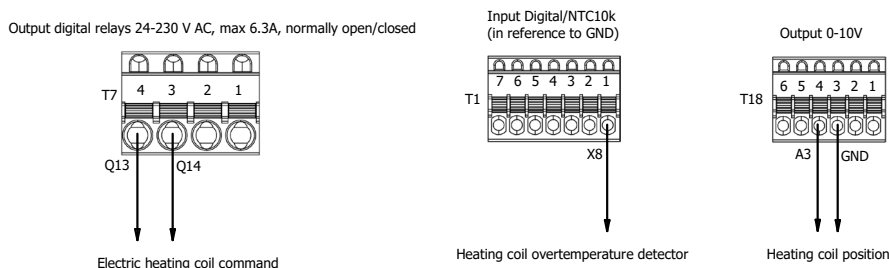 Output digital relays 24-230 V AC, max 6.3A, normally open/closed
T7
4 3 2 1
Q13 Q14
Electric heating coil command
Input Digital/NTC10k
(in reference to GND)
T1
7 6 5 4 3 2 1
X8
Heating coil overtemperature detector
Output 0-10V
T18
6 5 4 3 2 1
A3 GND
Heating coil position